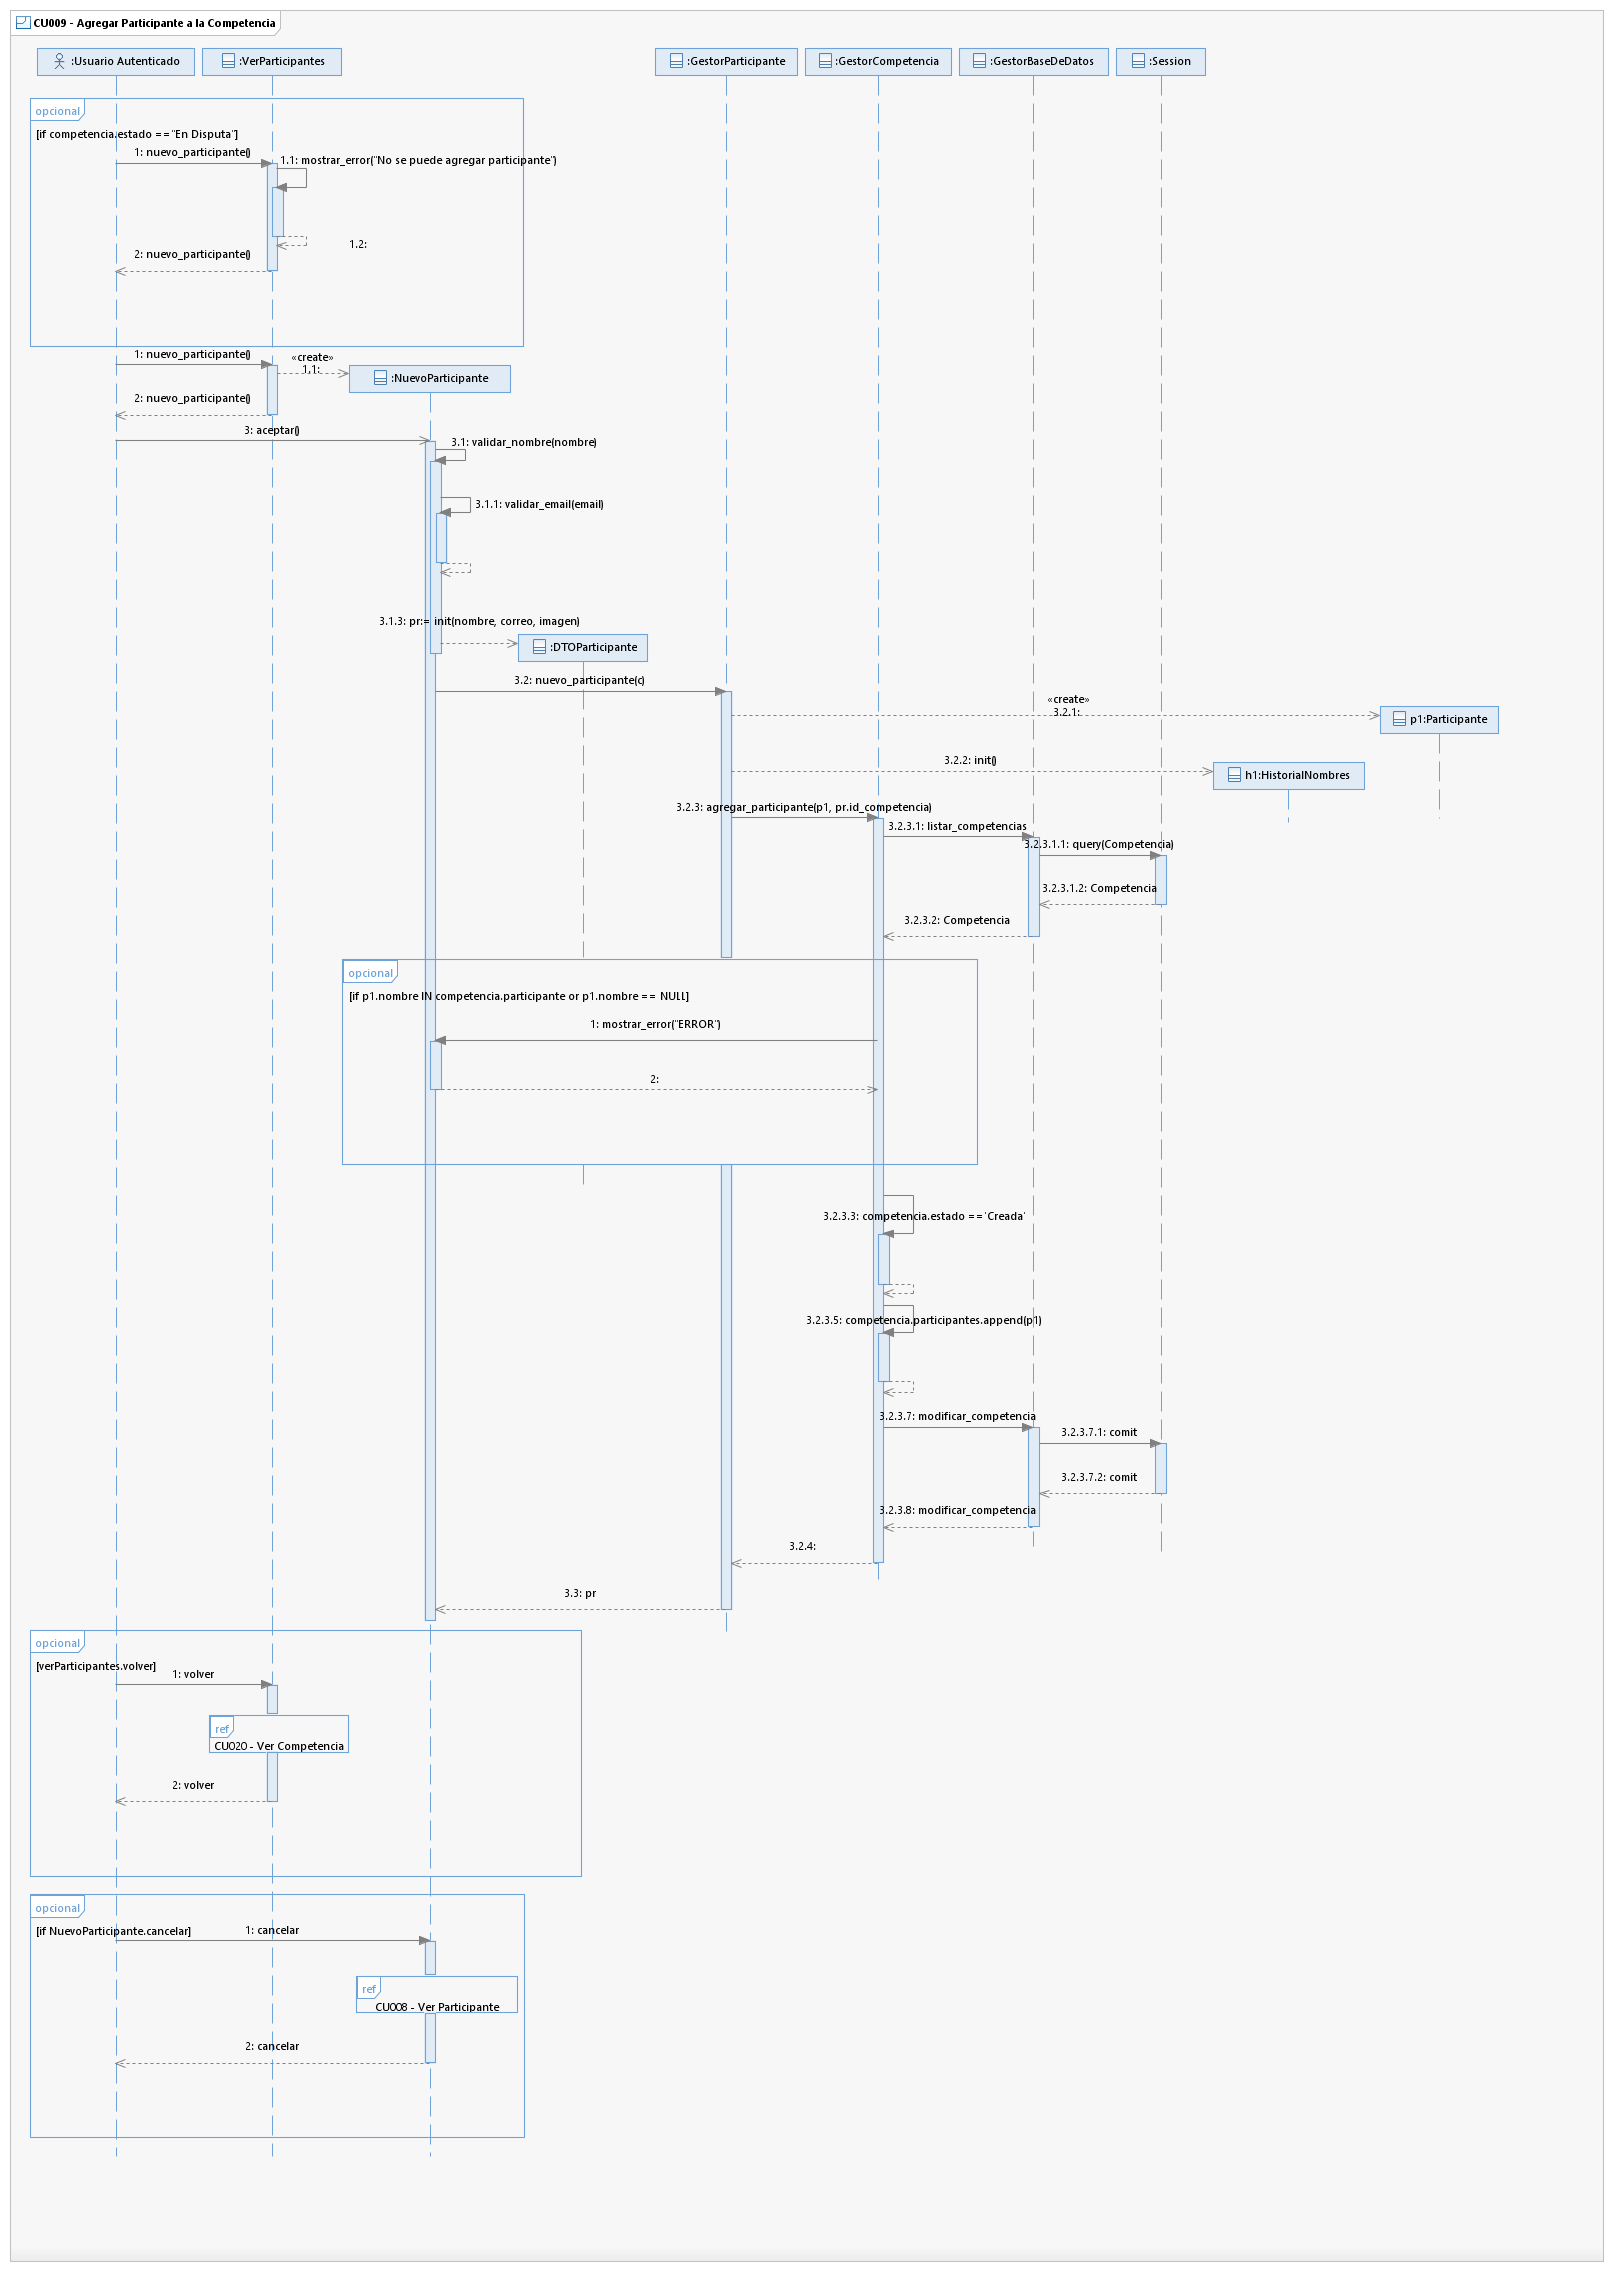 CU009 - Agregar Participante a la Competencia
:Usuario Autenticado
:VerParticipantes
:GestorParticipante
:GestorCompetencia
:GestorBaseDeDatos
:Session
opcional
[if competencia.estado =="En Disputa"]
1: nuevo_participante()
1.1: mostrar_error("No se puede agregar participante")
1.2:
2: nuevo_participante()
1: nuevo_participante()
«create»
1.1:
:NuevoParticipante
2: nuevo_participante()
3: aceptar()
3.1: validar_nombre(nombre)
3.1.1: validar_email(email)
3.1.3: pr:= init(nombre, correo, imagen)
:DTOParticipante
3.2: nuevo_participante(c)
«create»
3.2.1:
p1:Participante
3.2.2: init()
h1:HistorialNombres
3.2.3: agregar_participante(p1, pr.id_competencia)
3.2.3.1: listar_competencias
3.2.3.1.1: query(Competencia)
3.2.3.1.2: Competencia
3.2.3.2: Competencia
opcional
[if p1.nombre IN competencia.participante or p1.nombre == NULL]
1: mostrar_error("ERROR")
2:
3.2.3.3: competencia.estado =='Creada'
3.2.3.5: competencia.participantes.append(p1)
3.2.3.7: modificar_competencia
3.2.3.7.1: comit
3.2.3.7.2: comit
3.2.3.8: modificar_competencia
3.2.4:
3.3: pr
opcional
[verParticipantes.volver]
1: volver
ref
CU020 - Ver Competencia
2: volver
opcional
[if NuevoParticipante.cancelar]
1: cancelar
ref
CU008 - Ver Participante
2: cancelar